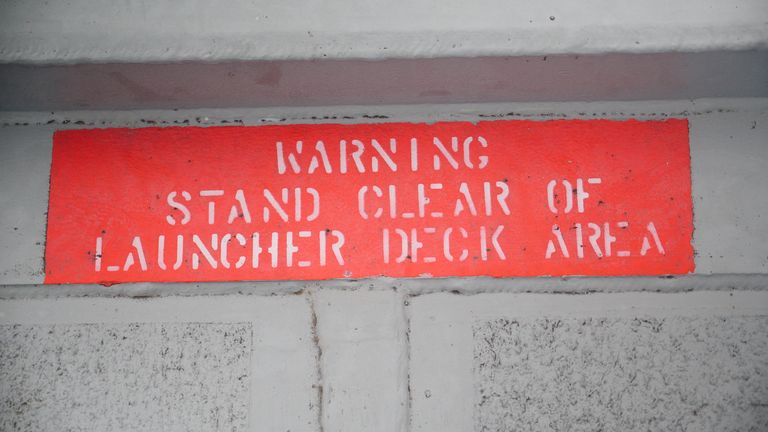 WARNING
STAND CLEAR OF
LAUNCHER DECK AREA